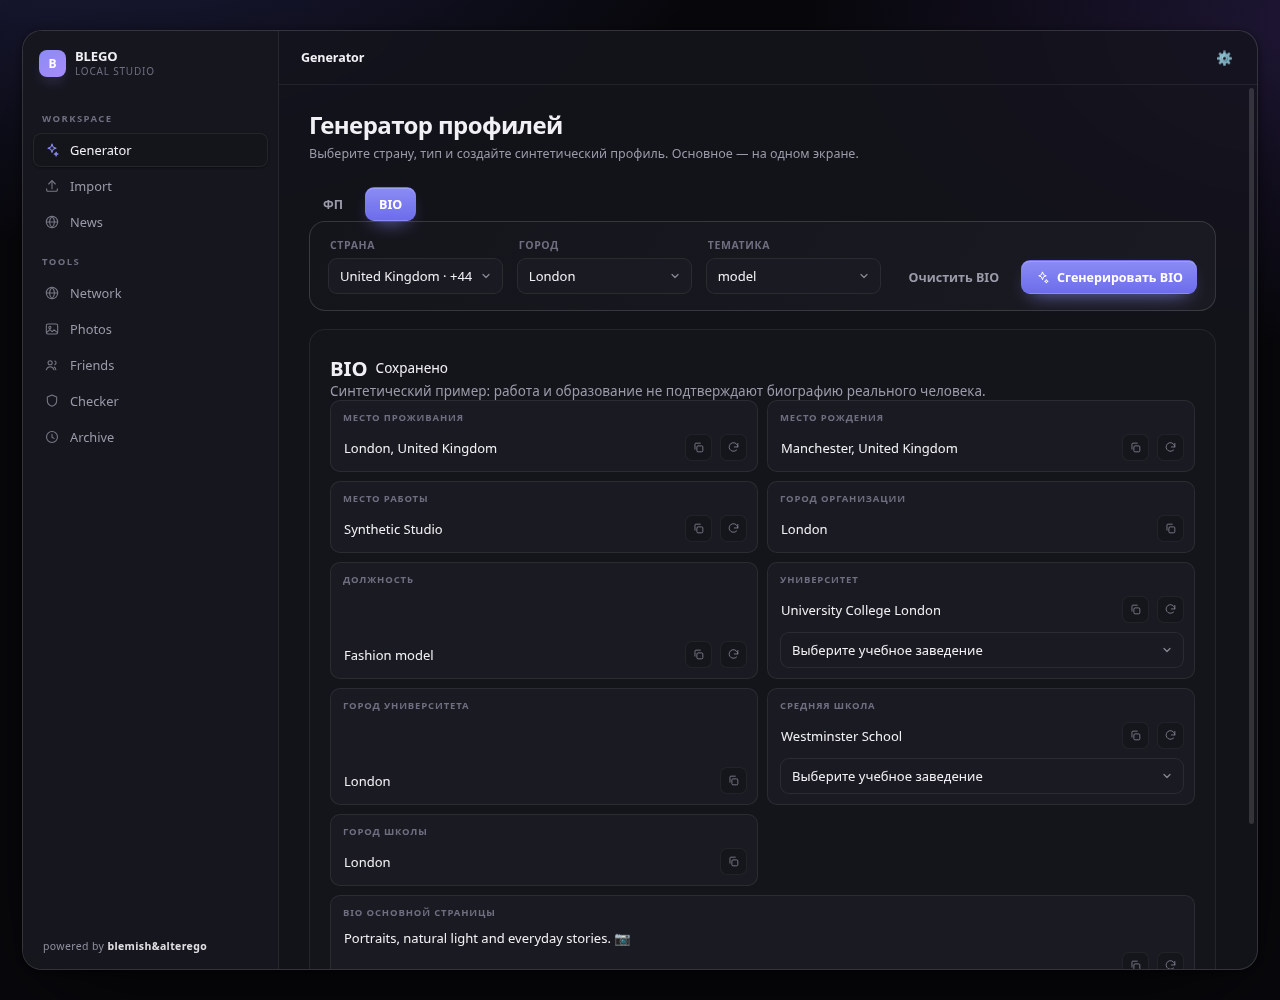 B
BLEGO
LOCAL STUDIO
WORKSPACE
Generator
Import
News
TOOLS
Network
Photos
Friends
Checker
Archive
powered by blemish&alterego
Generator
Генератор профилей
Выберите страну, тип и создайте синтетический профиль. Основное — на одном экране.
ФП
BIO
СТРАНА
ГОРОД
ТЕМАТИКА
United Kingdom · +44
London
model
Очистить BIO
Сгенерировать BIO
BIO Сохранено
Синтетический пример: работа и образование не подтверждают биографию реального человека.
МЕСТО ПРОЖИВАНИЯ
London, United Kingdom
МЕСТО РОЖДЕНИЯ
Manchester, United Kingdom
МЕСТО РАБОТЫ
Synthetic Studio
ГОРОД ОРГАНИЗАЦИИ
London
ДОЛЖНОСТЬ
Fashion model
УНИВЕРСИТЕТ
University College London
Выберите учебное заведение
ГОРОД УНИВЕРСИТЕТА
London
СРЕДНЯЯ ШКОЛА
Westminster School
Выберите учебное заведение
ГОРОД ШКОЛЫ
London
BIO ОСНОВНОЙ СТРАНИЦЫ
Portraits, natural light and everyday stories. 📷